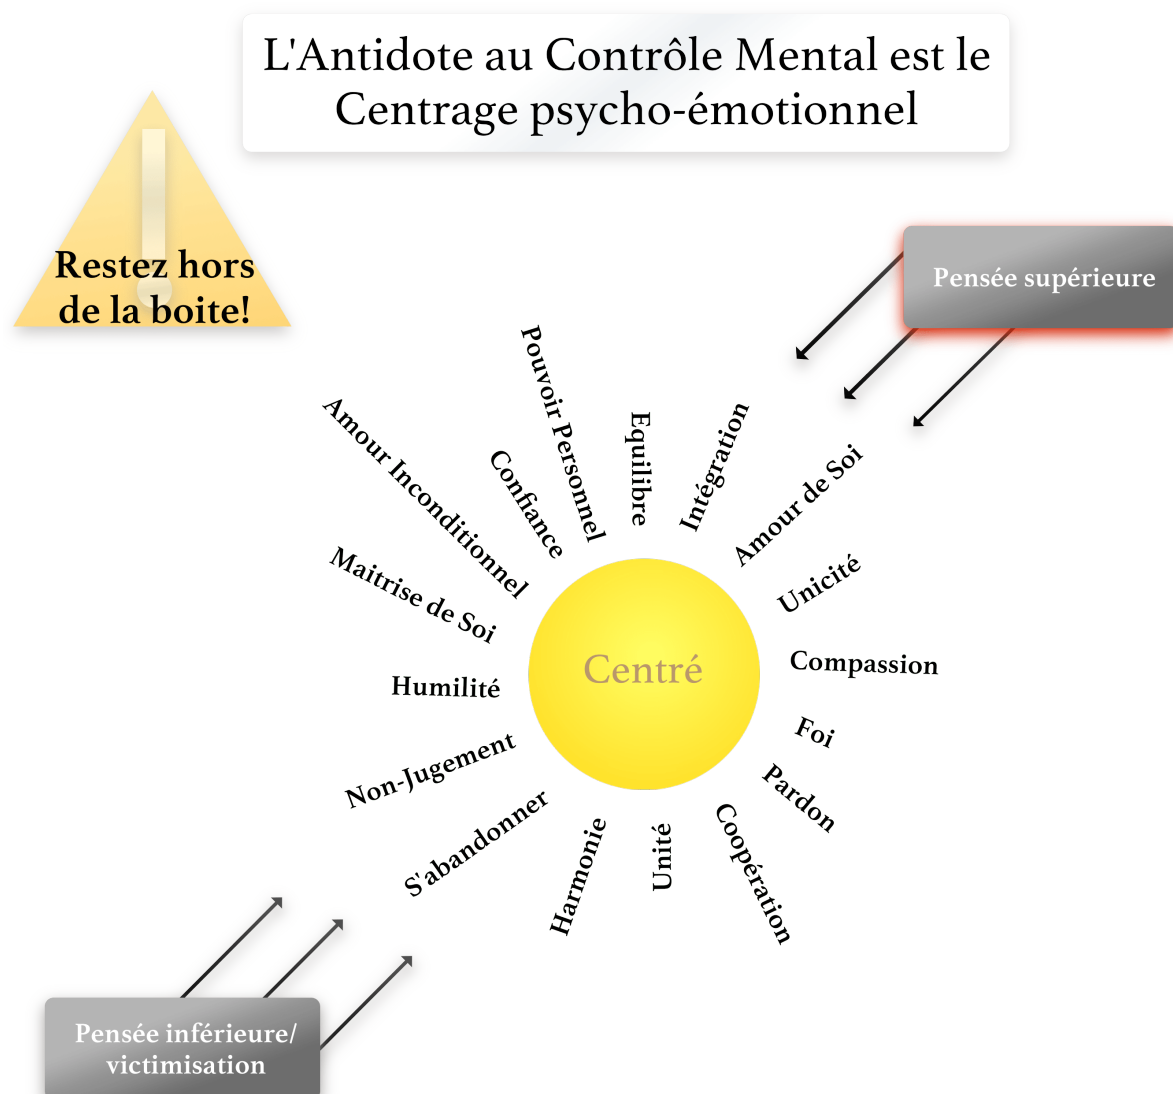 L'Antidote au Contrôle Mental est le
Centrage psycho-émotionnel
Restez hors
de la boite!
Pensée supérieure
Amour Inconditionnel
Confiance
Pouvoir Personnel
Equilibre
Intégration
Amour de Soi
Unicité
Compassion
Foi
Pardon
Coopération
Unité
Harmonie
S'abandonner
Non-Jugement
Humilité
Maitrise de Soi
Centré
Pensée inférieure/
victimisation